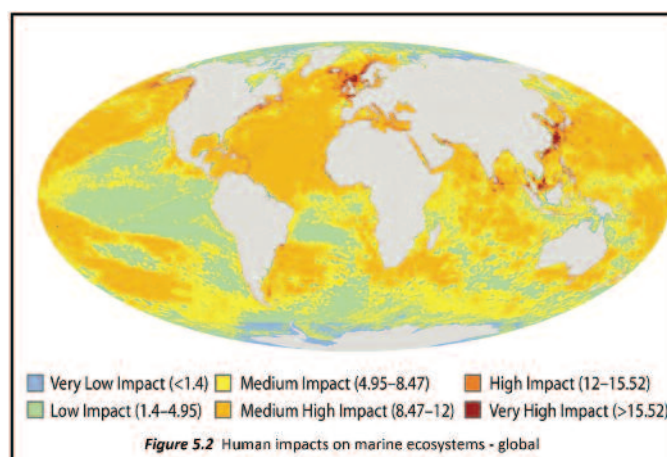 Very Low Impact (<1.4) Medium Impact (4.95–8.47) High Impact (12–15.52)
Low Impact (1.4–4.95) Medium High Impact (8.47–12) Very High Impact (>15.52)
Figure 5.2 Human impacts on marine ecosystems - global